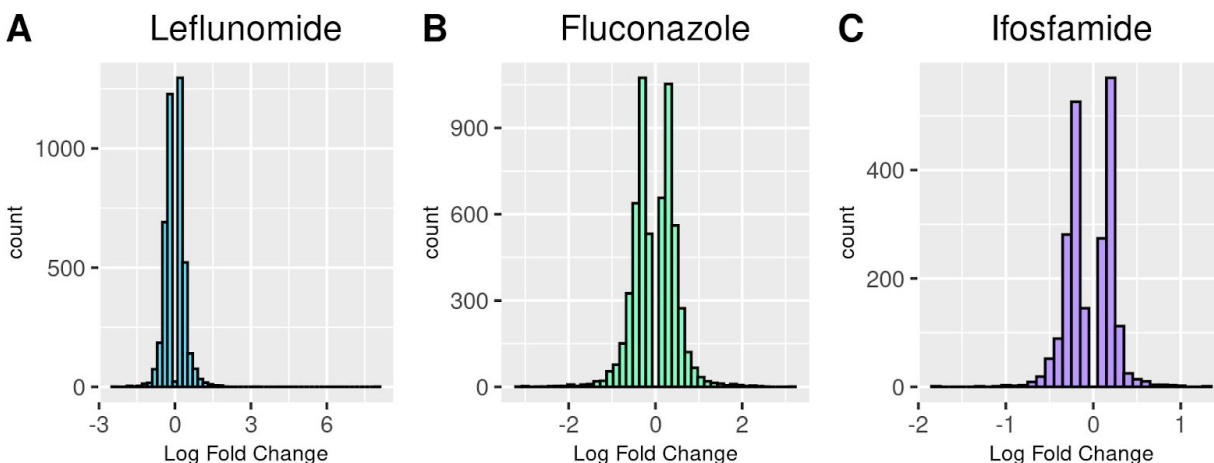 A Leflunomide
B Fluconazole
C Ifosfamide
count
1000
500
0
-3 0 3 6
Log Fold Change
count
900
600
300
0
-2 0 2
Log Fold Change
count
400
200
0
-2 -1 0 1
Log Fold Change